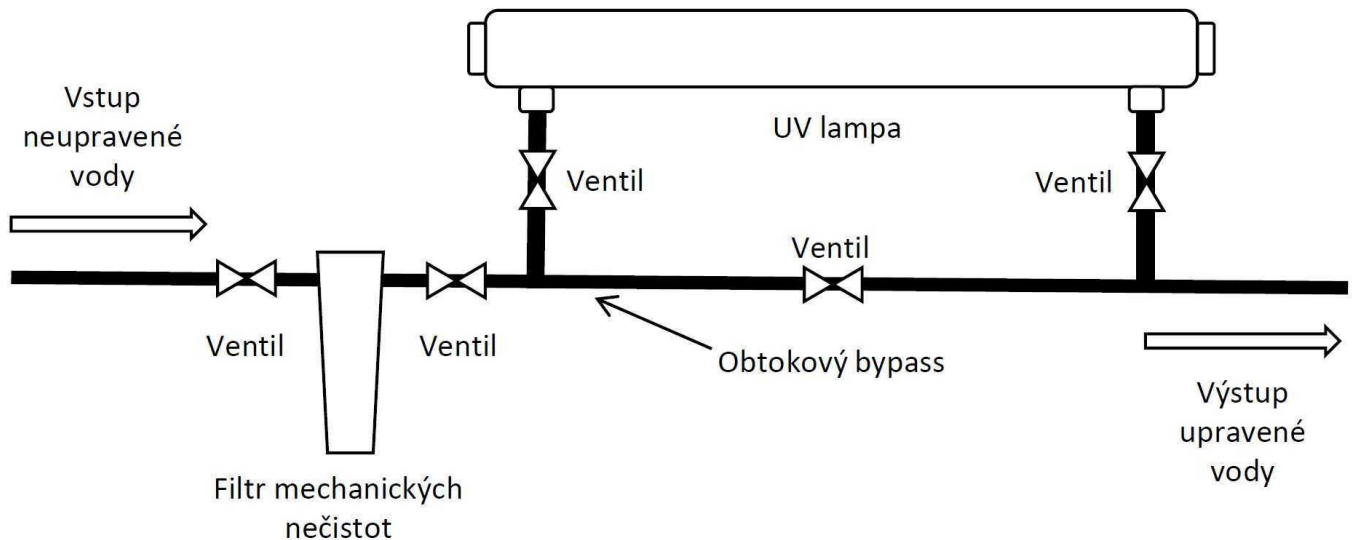 Vstup
neupravené
vody
UV lampa
Ventil
Ventil
Ventil
Ventil
Ventil
Obtokový bypass
Výstup
upravené
vody
Filtr mechanických
nečistot